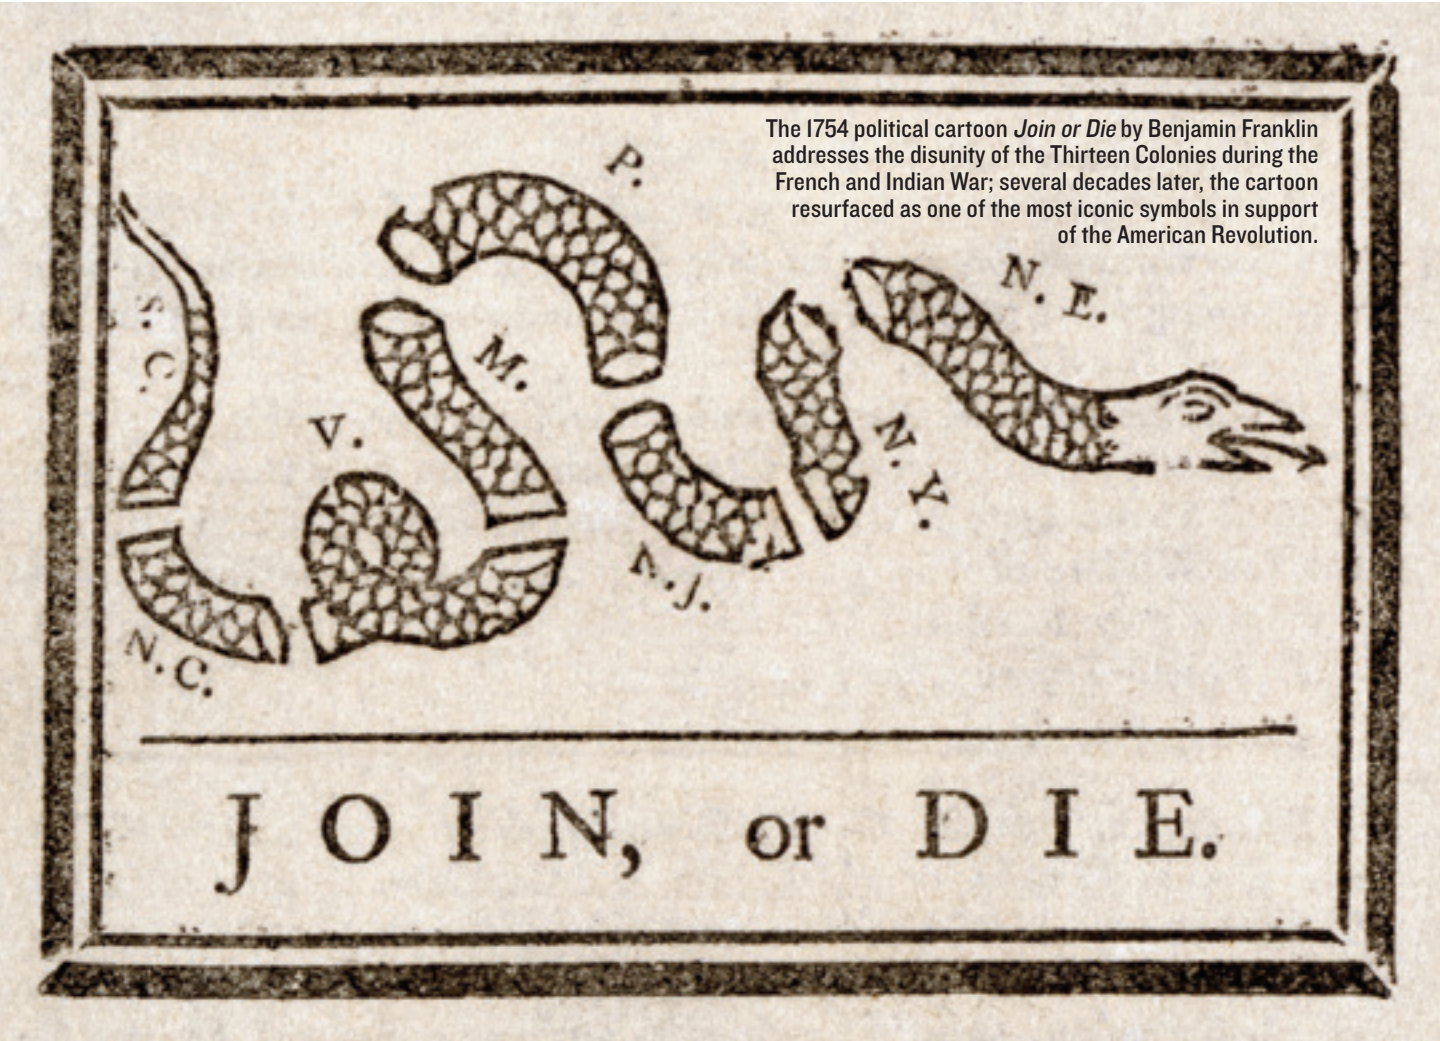 The 1754 political cartoon Join or Die by Benjamin Franklin
addresses the disunity of the Thirteen Colonies during the
French and Indian War; several decades later, the cartoon
resurfaced as one of the most iconic symbols in support
of the American Revolution.
S. C.
N. C.
V.
M.
P.
N. J.
N. Y.
N. E.
JOIN, or DIE.